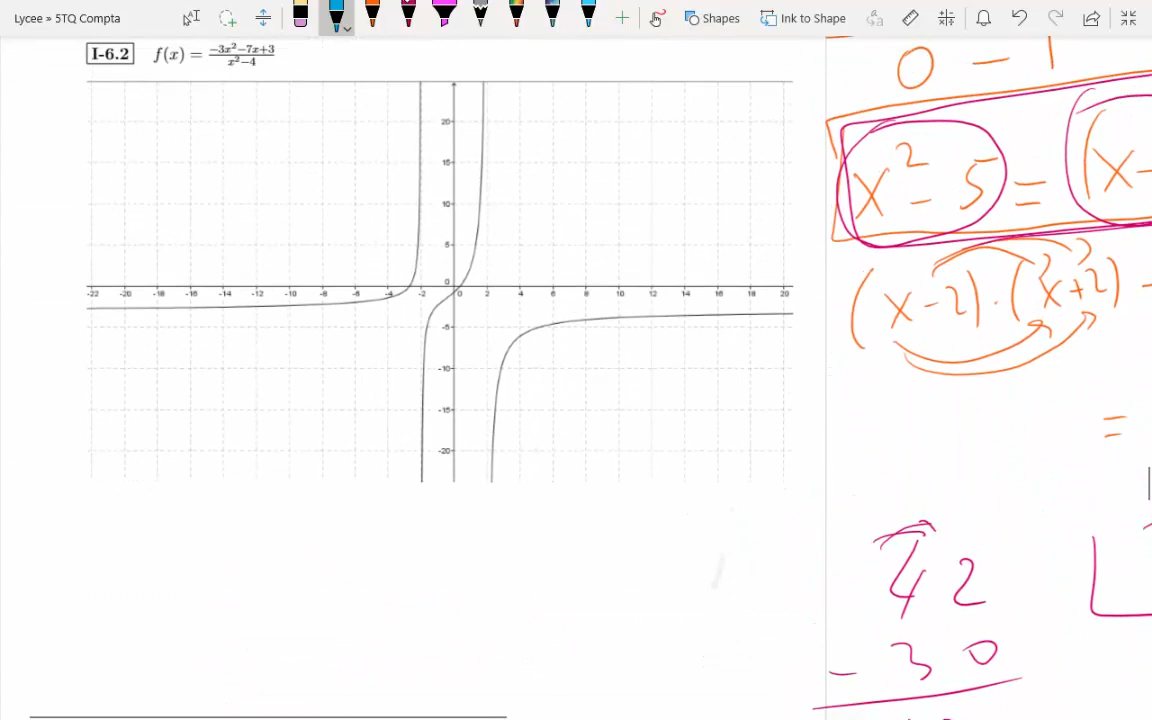 Lycee » 5TQ Compta
Shapes
Ink to Shape
I-6.2 f(x) = −3x²−7x+3 / x²−4
20
15
10
5
0
-22 -20 -18 -16 -14 -12 -10 -8 -6 -4 -2 0 2 4 6 8 10 12 14 16 18 20
-5
-10
-15
-20
0 - 1
x² - 5 = (x-
(x-2)·(x+2) -
=
42
- 30